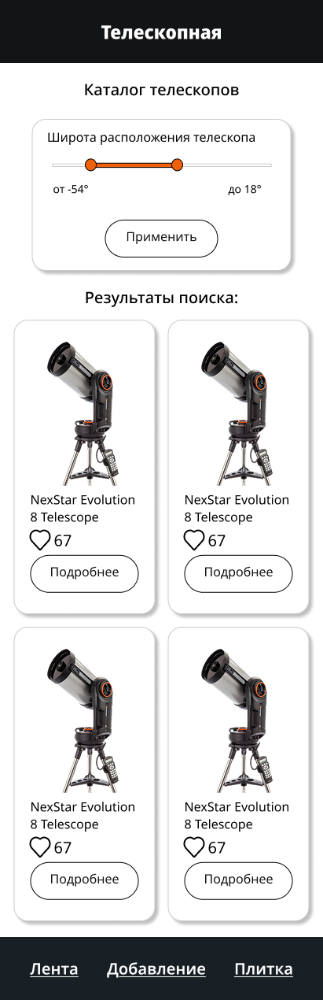 Телескопная
Каталог телескопов
Широта расположения телескопа
от -54° до 18°
Применить
Результаты поиска:
NexStar Evolution
8 Telescope
67
Подробнее
NexStar Evolution
8 Telescope
67
Подробнее
NexStar Evolution
8 Telescope
67
Подробнее
NexStar Evolution
8 Telescope
67
Подробнее
Лента Добавление Плитка